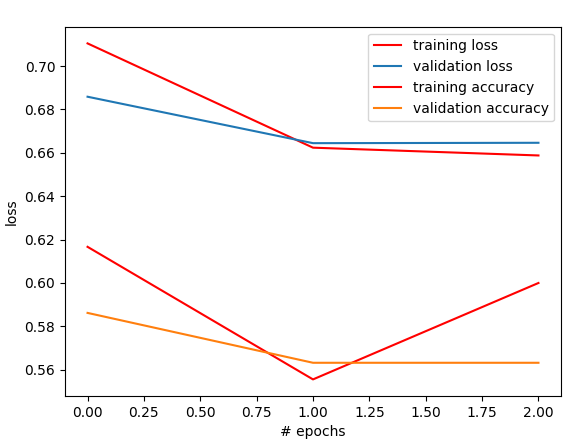 training loss
validation loss
training accuracy
validation accuracy
0.70
0.68
0.66
0.64
0.62
0.60
0.58
0.56
loss
0.00 0.25 0.50 0.75 1.00 1.25 1.50 1.75 2.00
# epochs